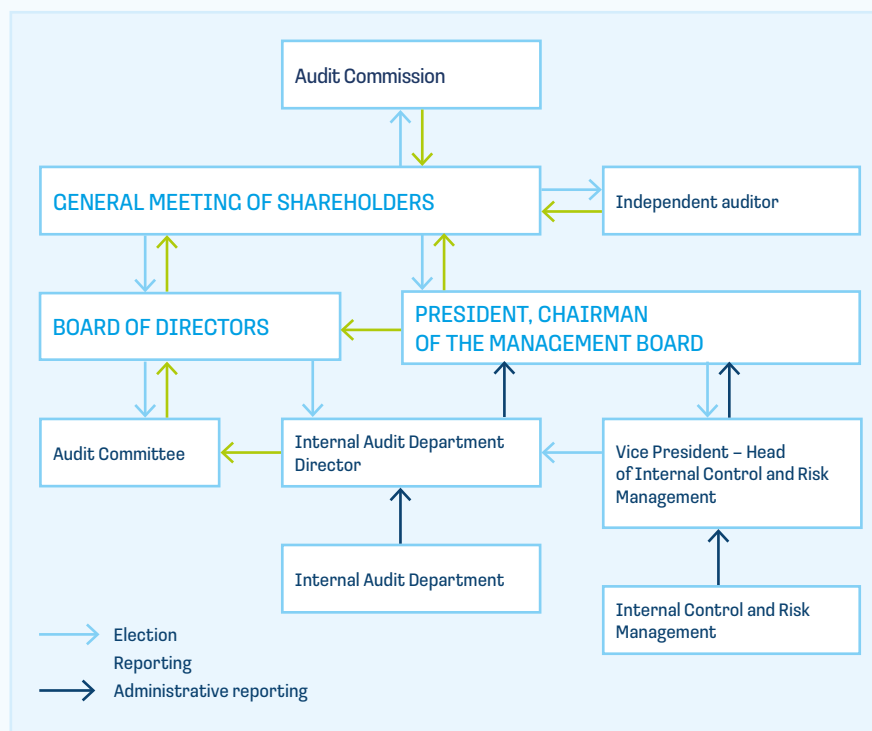 Audit Commission
GENERAL MEETING OF SHAREHOLDERS
Independent auditor
BOARD OF DIRECTORS
PRESIDENT, CHAIRMAN
OF THE MANAGEMENT BOARD
Audit Committee
Internal Audit Department
Director
Vice President – Head
of Internal Control and Risk
Management
Internal Audit Department
Internal Control and Risk
Management
Election
Reporting
Administrative reporting